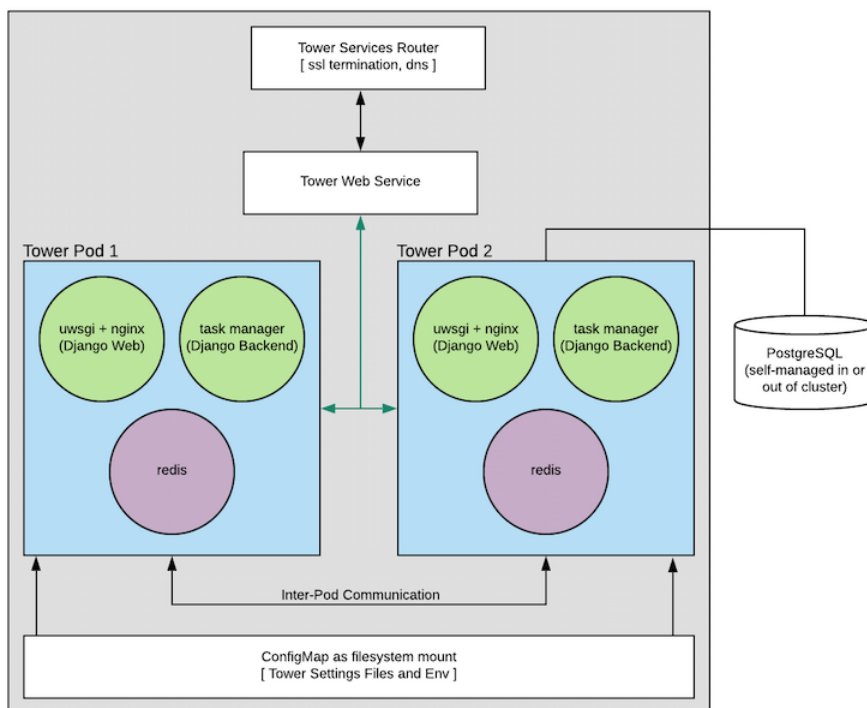 Tower Services Router
[ ssl termination, dns ]
Tower Web Service
Tower Pod 1
Tower Pod 2
uwsgi + nginx
(Django Web)
task manager
(Django Backend)
redis
uwsgi + nginx
(Django Web)
task manager
(Django Backend)
redis
PostgreSQL
(self-managed in or
out of cluster)
Inter-Pod Communication
ConfigMap as filesystem mount
[ Tower Settings Files and Env ]